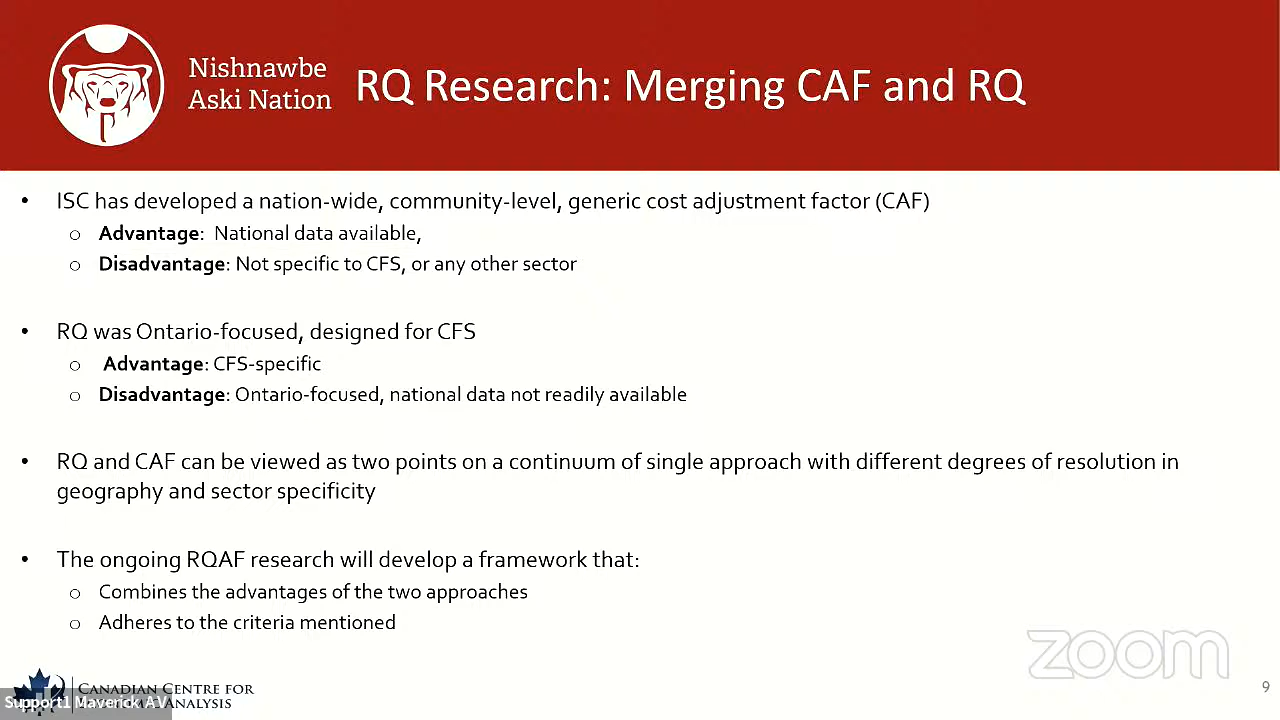 Nishnawbe
Aski Nation
RQ Research: Merging CAF and RQ
• ISC has developed a nation-wide, community-level, generic cost adjustment factor (CAF)
o Advantage: National data available,
o Disadvantage: Not specific to CFS, or any other sector
• RQ was Ontario-focused, designed for CFS
o Advantage: CFS-specific
o Disadvantage: Ontario-focused, national data not readily available
• RQ and CAF can be viewed as two points on a continuum of single approach with different degrees of resolution in
geography and sector specificity
• The ongoing RQAF research will develop a framework that:
o Combines the advantages of the two approaches
o Adheres to the criteria mentioned
zoom
9
Canadian Centre for
Analysis
Support1 Maverick AV